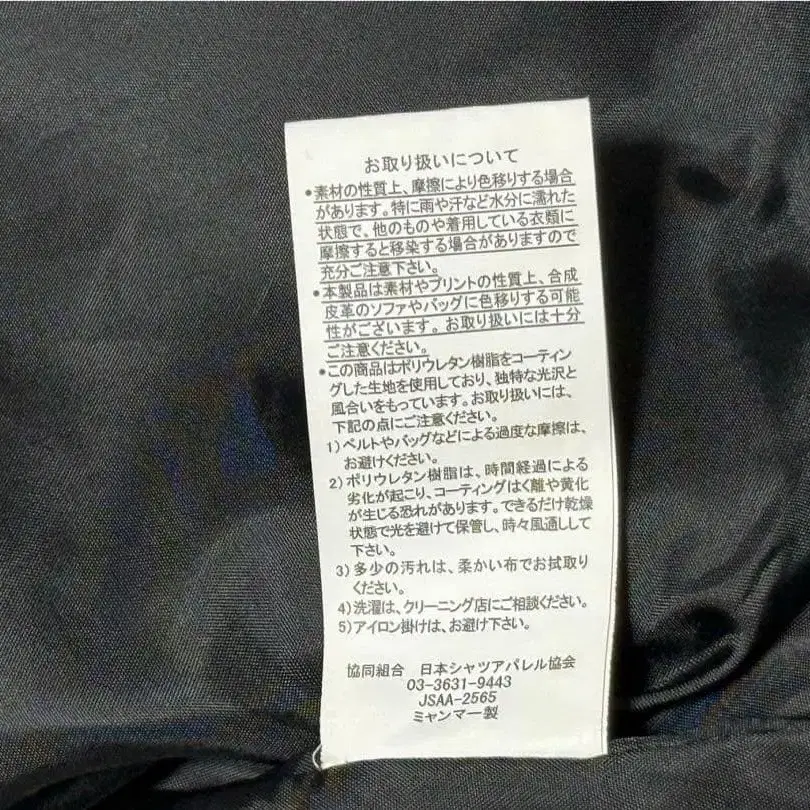 お取り扱いについて
●素材の性質上、摩擦により色移りする場合
があります。特に雨や汗など水分に濡れた
状態で、他のものや着用している衣類に
摩擦すると移染する場合がありますので
充分ご注意下さい。
●本製品は素材やプリントの性質上、合成
皮革のソファやバッグに色移りする可能
性がございます。お取り扱いには十分
ご注意ください。
●この商品はポリウレタン樹脂をコーティン
グした生地を使用しており、独特な光沢と
風合いをもっています。お取り扱いには、
下記の点にご注意ください。
1)ベルトやバッグなどによる過度な摩擦は、
お避けください。
2)ポリウレタン樹脂は、時間経過による
劣化が起こり、コーティングはく離や黄化
が生じる恐れがあります。できるだけ乾燥
状態で光を避けて保管し、時々風通しして
下さい。
3)多少の汚れは、柔かい布でお拭取り
ください。
4)洗濯は、クリーニング店にご相談ください。
5)アイロン掛けは、お避け下さい。
協同組合 日本シャツアパレル協会
03-3631-9443
JSAA-2565
ミャンマー製